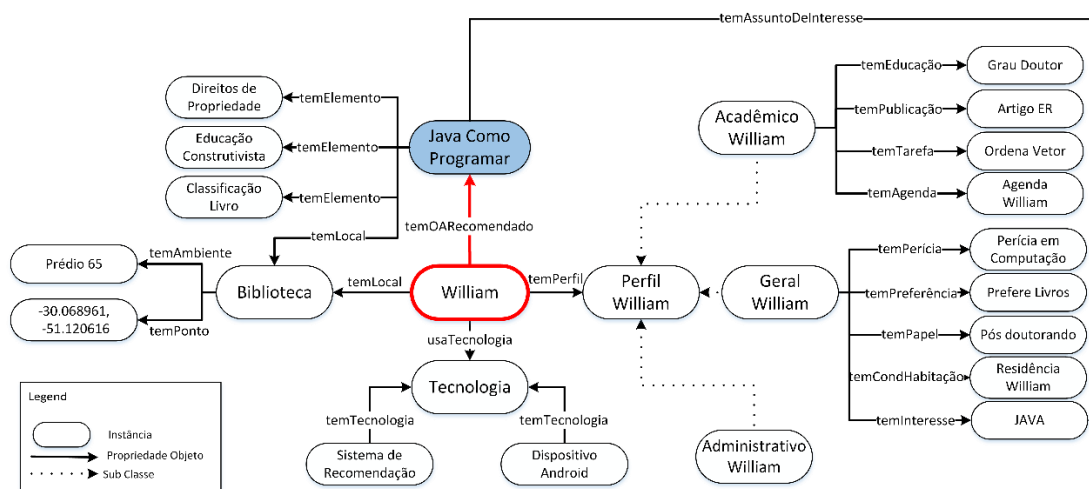 temAssuntoDeInteresse
Direitos de
Propriedade
temElemento
Educação
Construtivista
temElemento
Classificação
Livro
temElemento
Java Como
Programar
temOARecomendado
temLocal
temAmbiente
Prédio 65
-30.068961,
-51.120616
temPonto
Biblioteca
temLocal
William
temPerfil
Perfil
William
usaTecnologia
Tecnologia
temTecnologia
temTecnologia
Sistema de
Recomendação
Dispositivo
Android
Acadêmico
William
temEducação
Grau Doutor
temPublicação
Artigo ER
temTarefa
Ordena Vetor
temAgenda
Agenda
William
Geral
William
temPerícia
Perícia em
Computação
temPreferência
Prefere Livros
temPapel
Pós doutorando
temCondHabitação
Residência
William
temInteresse
JAVA
Administrativo
William
Legend
Instância
Propriedade Objeto
Sub Classe